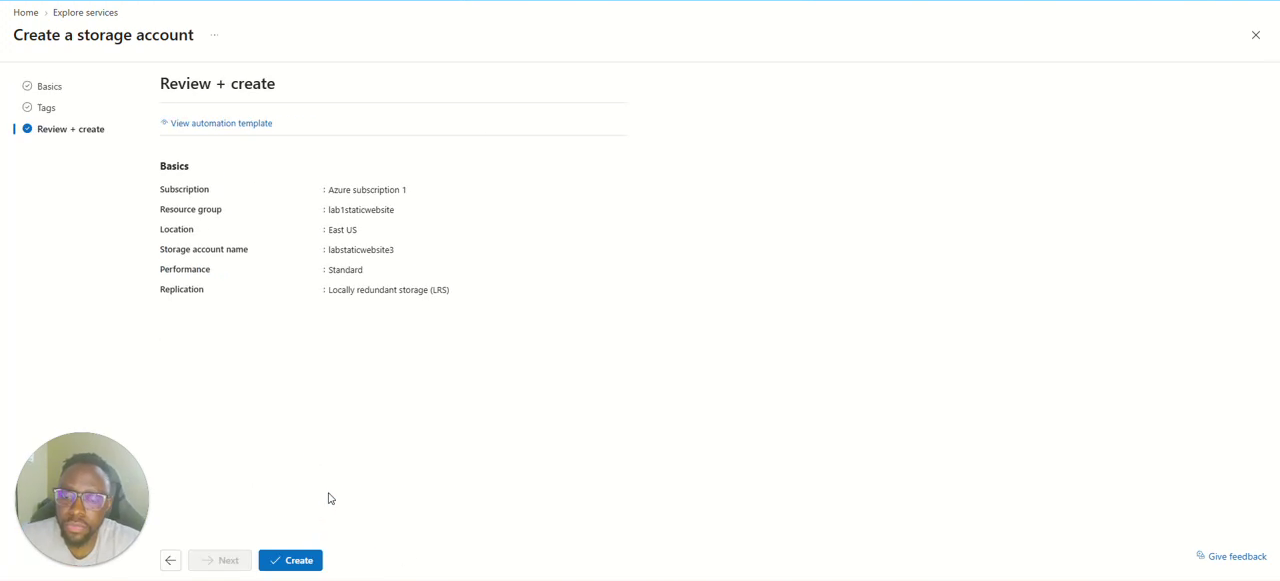 Home > Explore services
Create a storage account ...
Basics
Tags
Review + create
Review + create
View automation template
Basics
Subscription : Azure subscription 1
Resource group : lab1staticwebsite
Location : East US
Storage account name : labstaticwebsite3
Performance : Standard
Replication : Locally redundant storage (LRS)
Next
Create
Give feedback